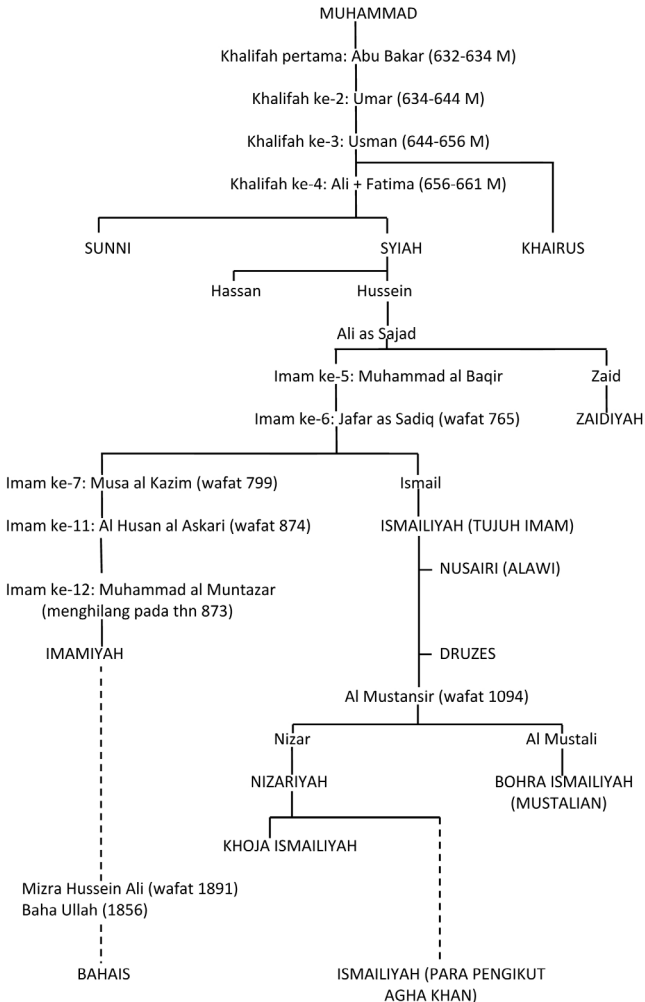 MUHAMMAD
Khalifah pertama: Abu Bakar (632-634 M)
Khalifah ke-2: Umar (634-644 M)
Khalifah ke-3: Usman (644-656 M)
Khalifah ke-4: Ali + Fatima (656-661 M)
SUNNI
SYIAH
KHAIRUS
Hassan
Hussein
Ali as Sajad
Imam ke-5: Muhammad al Baqir
Zaid
Imam ke-6: Jafar as Sadiq (wafat 765)
ZAIDIYAH
Imam ke-7: Musa al Kazim (wafat 799)
Ismail
Imam ke-11: Al Husan al Askari (wafat 874)
ISMAILIYAH (TUJUH IMAM)
NUSAIRI (ALAWI)
Imam ke-12: Muhammad al Muntazar
(menghilang pada thn 873)
IMAMIYAH
DRUZES
Al Mustansir (wafat 1094)
Nizar
Al Mustali
NIZARIYAH
BOHRA ISMAILIYAH
(MUSTALIAN)
KHOJA ISMAILIYAH
Mizra Hussein Ali (wafat 1891)
Baha Ullah (1856)
BAHAIS
ISMAILIYAH (PARA PENGIKUT
AGHA KHAN)